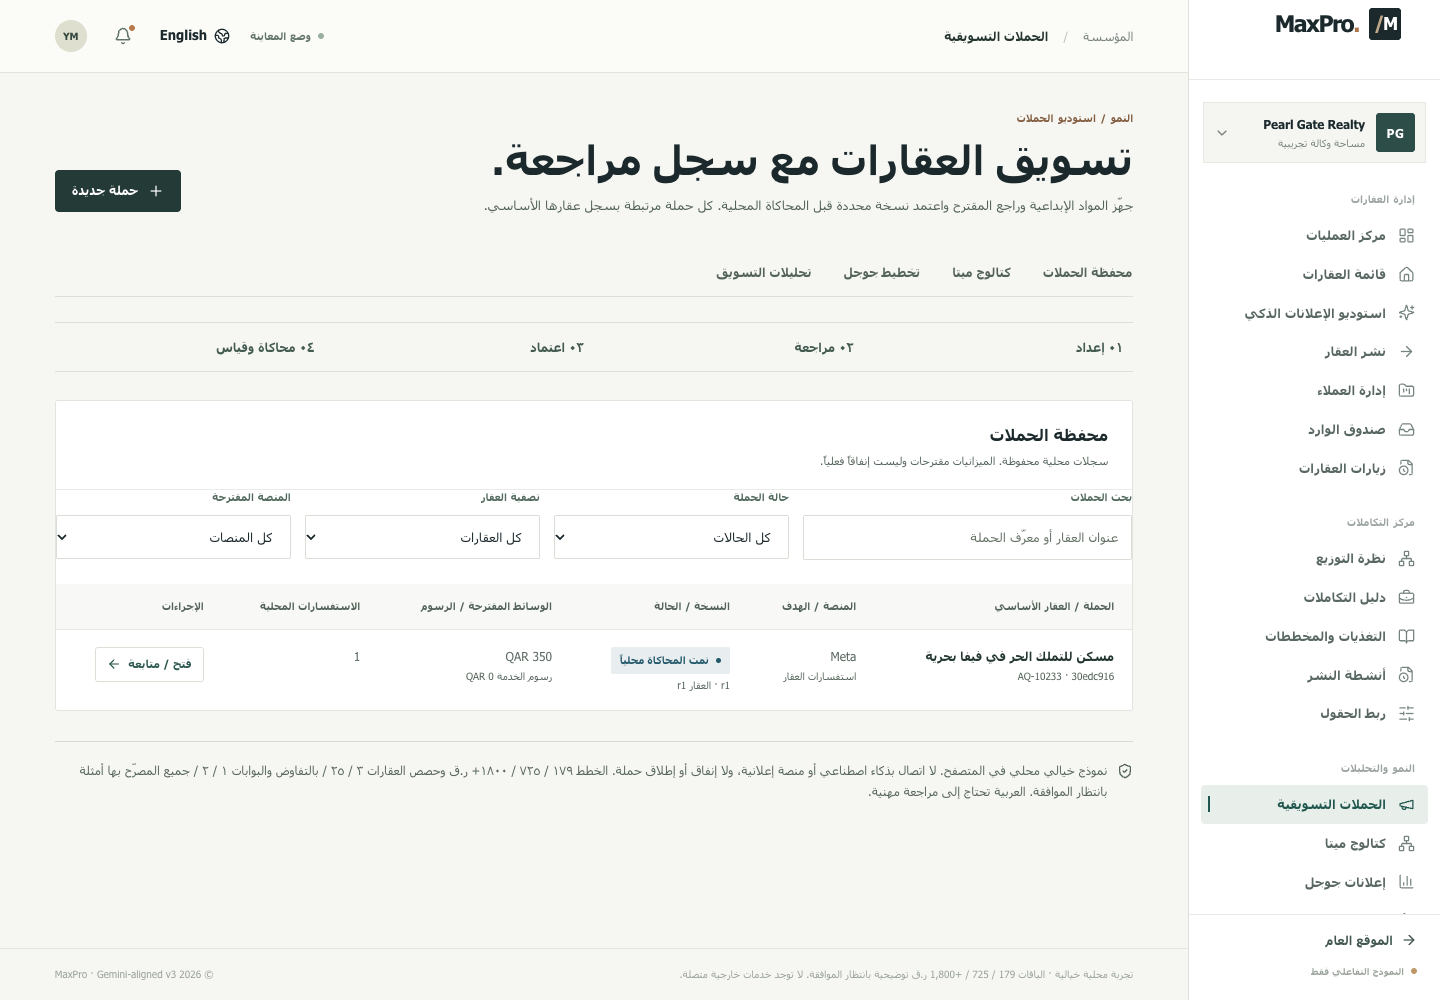 MaxPro. /M
Pearl Gate Realty
PG
مساحة وكالة تجريبية
إدارة العقارات
مركز العمليات
قائمة العقارات
استوديو الإعلانات الذكي
نشر العقار
إدارة العملاء
صندوق الوارد
زيارات العقارات
مركز التكاملات
نظرة التوزيع
دليل التكاملات
التغذيات والمخططات
أنشطة النشر
ربط الحقول
النمو والتحليلات
الحملات التسويقية
كتالوج ميتا
إعلانات جوجل
الموقع العام
النموذج التفاعلي فقط
المؤسسة / الحملات التسويقية
وضع المعاينة
English
YM
النمو / استوديو الحملات
تسويق العقارات مع سجل مراجعة.
جهّز المواد الإبداعية وراجع المقترح واعتمد نسخة محددة قبل المحاكاة المحلية. كل حملة مرتبطة بسجل عقارها الأساسي.
حملة جديدة
محفظة الحملات
كتالوج ميتا
تخطيط جوجل
تحليلات التسويق
٠١ إعداد
٠٢ مراجعة
٠٣ اعتماد
٠٤ محاكاة وقياس
محفظة الحملات
سجلات محلية محفوظة. الميزانيات مقترحات وليست إنفاقاً فعلياً.
بحث الحملات
حالة الحملة
تصفية العقار
المنصة المقترحة
عنوان العقار أو معرّف الحملة
كل الحالات
كل العقارات
كل المنصات
الحملة / العقار الأساسي
المنصة / الهدف
النسخة / الحالة
الوسائط المقترحة / الرسوم
الاستفسارات المحلية
الإجراءات
مسكن للتملك الحر في فيفا بحرية
AQ-10233 · 30edc916
Meta
استفسارات العقار
تمت المحاكاة محلياً
r1 · العقار r1
QAR 350
رسوم الخدمة QAR 0
1
فتح / متابعة
نموذج خيالي محلي في المتصفح. لا اتصال بذكاء اصطناعي أو منصة إعلانية، ولا إنفاق أو إطلاق حملة. الخطط ١٧٩ / ٧٢٥ / ١٨٠٠+ ر.ق وحصص العقارات ٣ / ٢٥ / بالتفاوض والبوابات ١ / ٢ / جميع المصرّح بها أمثلة
بانتظار الموافقة. العربية تحتاج إلى مراجعة مهنية.
تجربة محلية خيالية · الباقات 179 / 725 / +1,800 ر.ق توضيحية بانتظار الموافقة. لا توجد خدمات خارجية متصلة.
MaxPro · Gemini-aligned v3 2026 ©